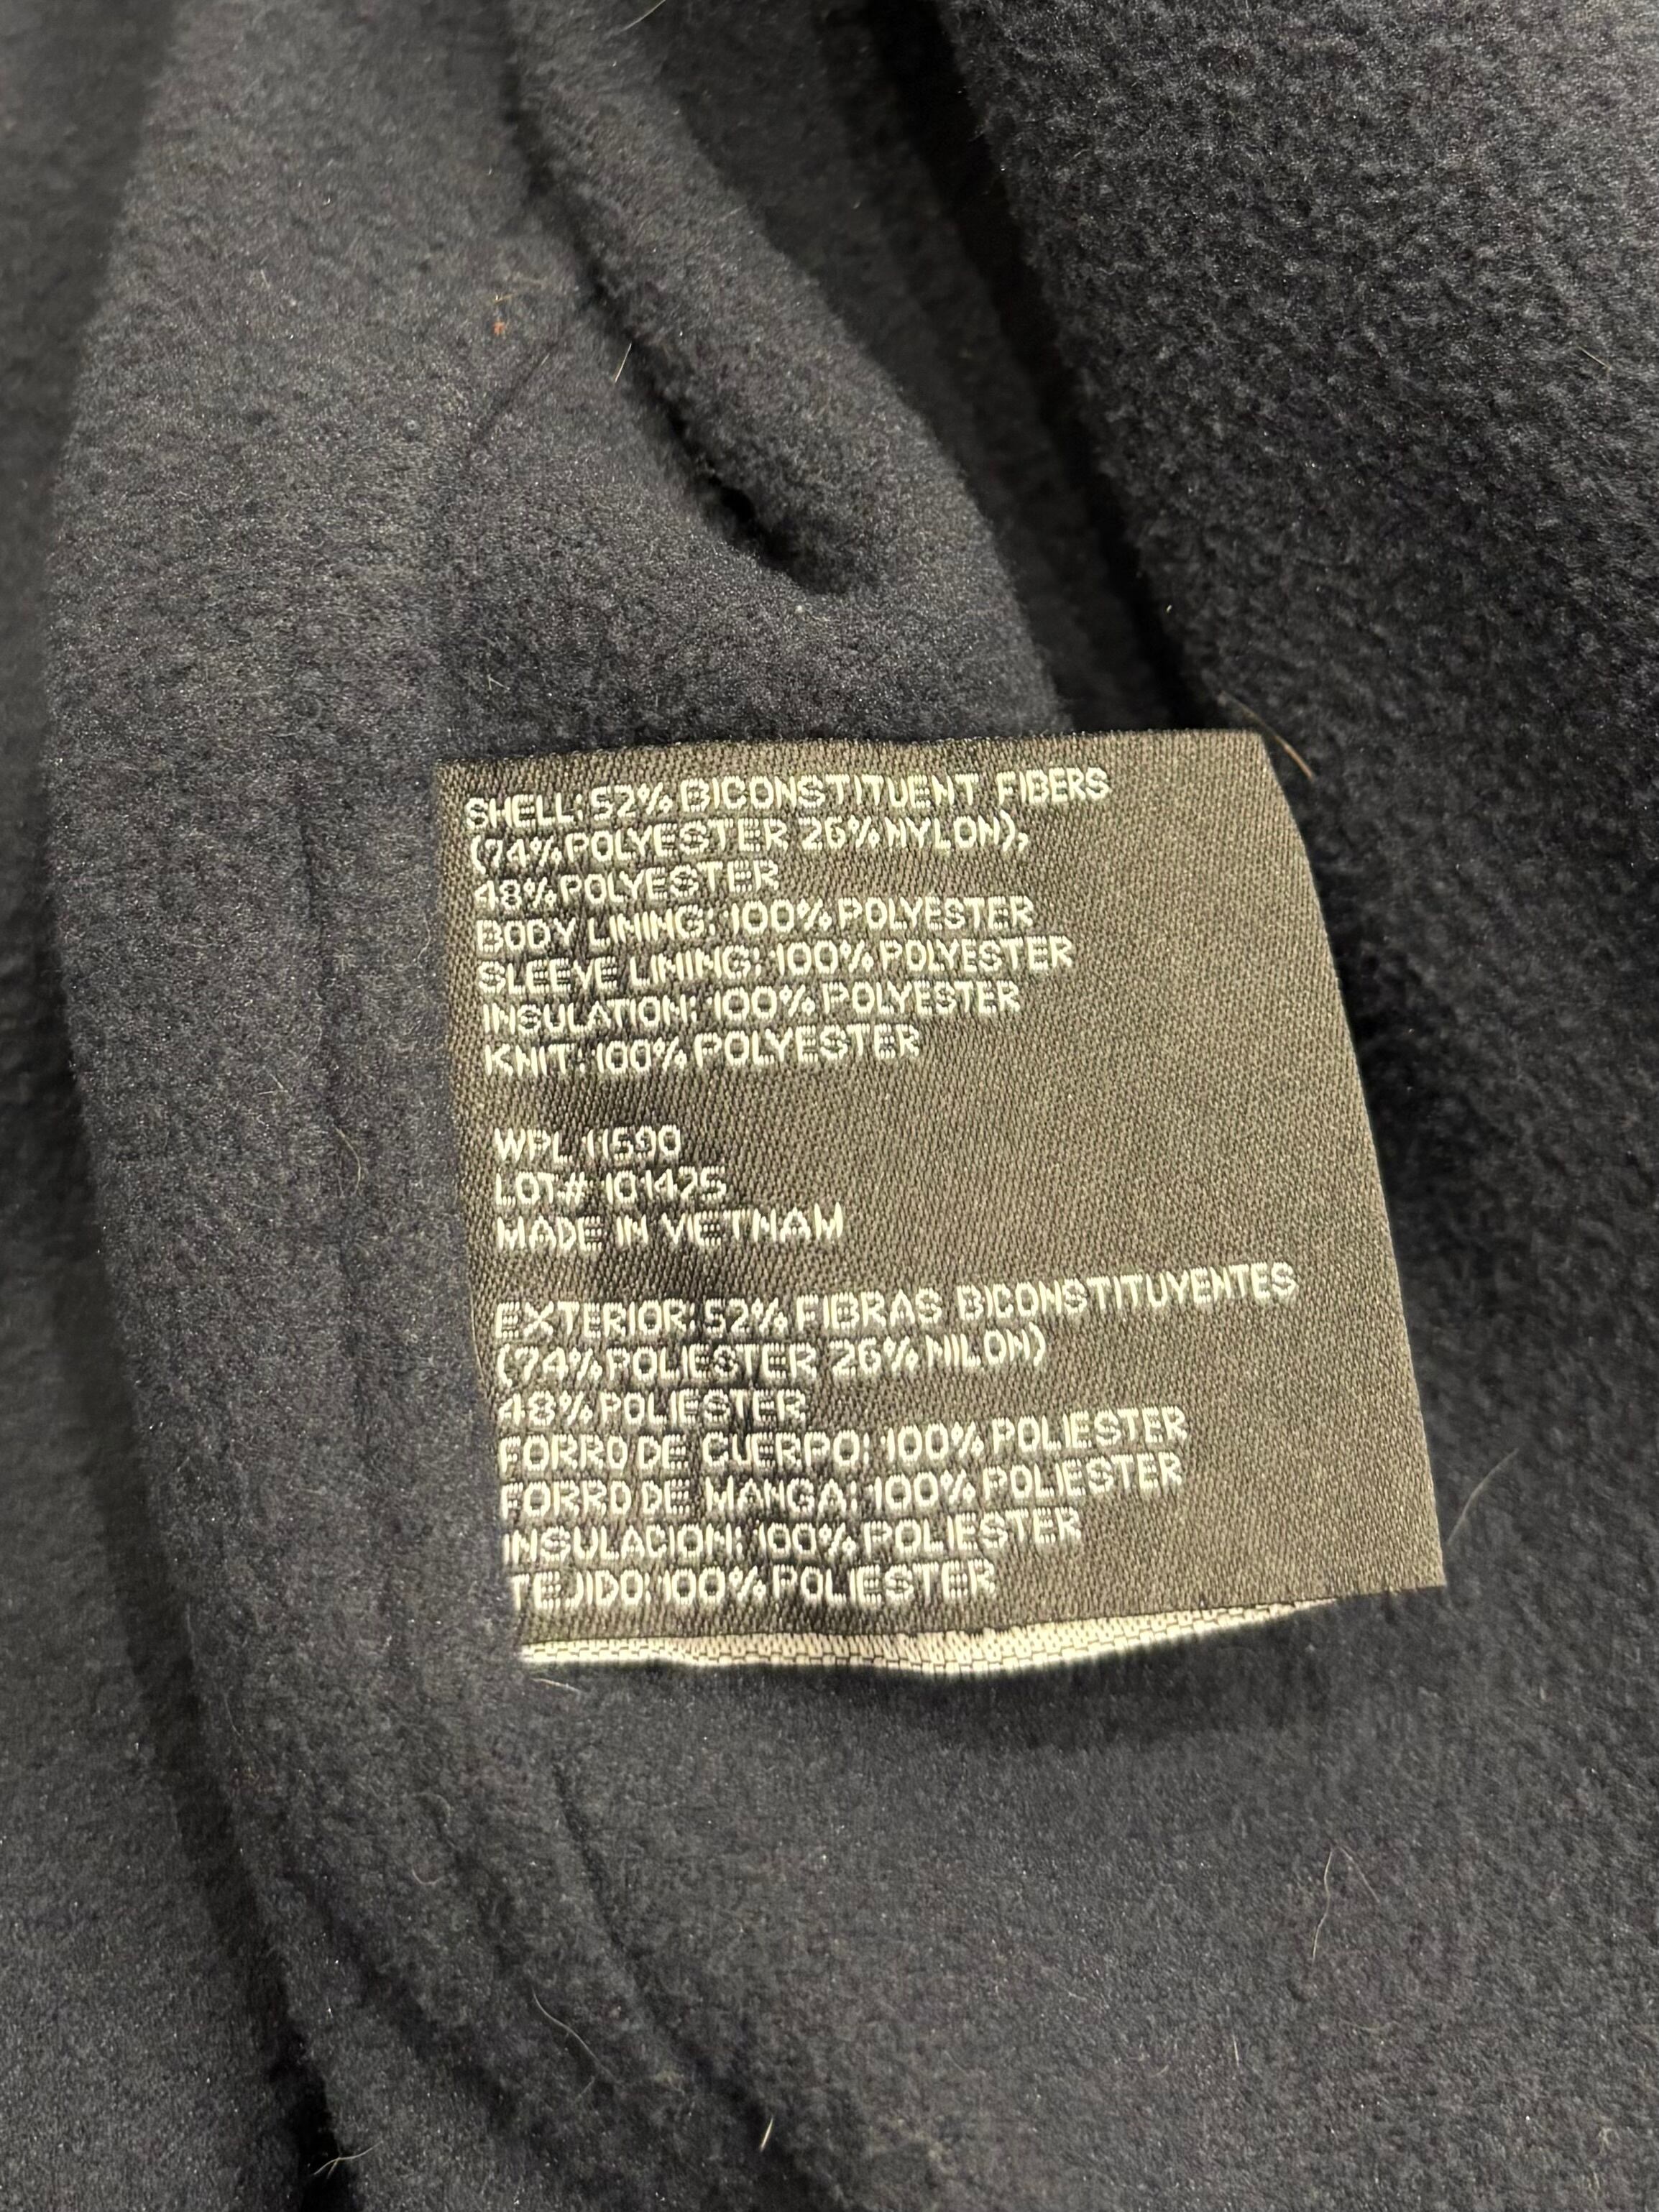 SHELL: 52% BICONSTITUENT FIBERS
(74% POLYESTER 26% NYLON),
48% POLYESTER
BODY LINING: 100% POLYESTER
SLEEVE LINING: 100% POLYESTER
INSULATION: 100% POLYESTER
KNIT: 100% POLYESTER
WPL 11590
LOT# 101425
MADE IN VIETNAM
EXTERIOR: 52% FIBRAS BICONSTITUYENTES
(74% POLIESTER 26% NILON)
48% POLIESTER
FORRO DE CUERPO: 100% POLIESTER
FORRO DE MANGA: 100% POLIESTER
INSULACION: 100% POLIESTER
TEJIDO: 100% POLIESTER